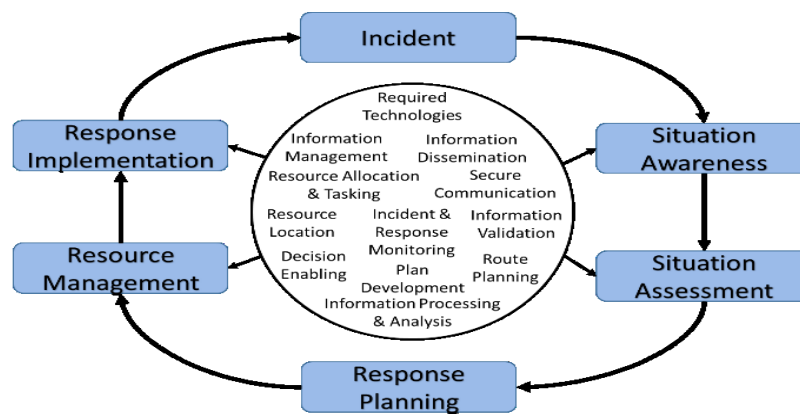 Incident
Required
Technologies
Response
Implementation
Information
Management
Information
Dissemination
Situation
Awareness
Resource Allocation
& Tasking
Secure
Communication
Resource
Location
Incident &
Response
Monitoring
Information
Validation
Resource
Management
Decision
Enabling
Plan
Development
Route
Planning
Situation
Assessment
Information Processing
& Analysis
Response
Planning